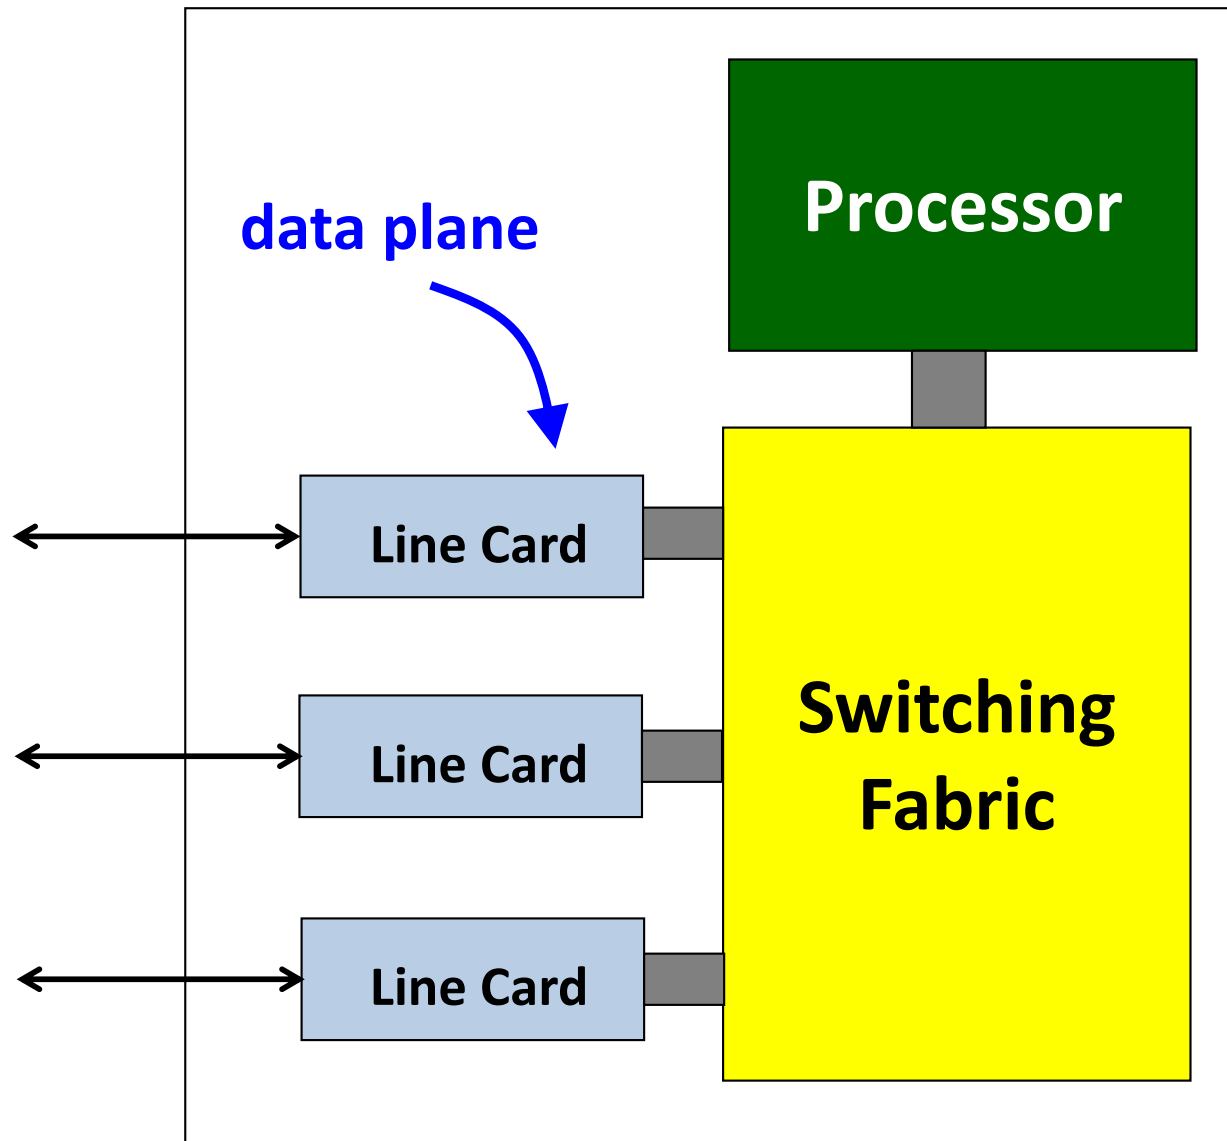 Processor
data plane
Line Card
Line Card
Switching
Fabric
Line Card